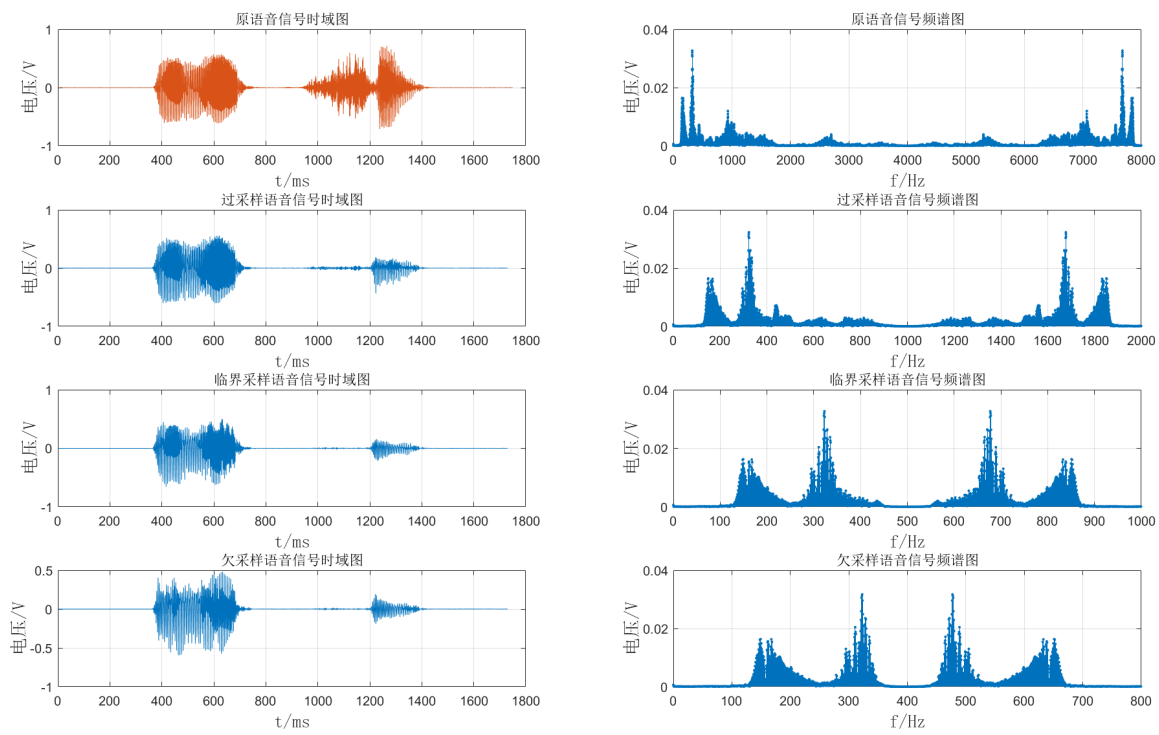 原语音信号时域图
1
0
-1
电压/V
0 200 400 600 800 1000 1200 1400 1600 1800
t/ms
原语音信号频谱图
0.04
0.02
0
电压/V
0 1000 2000 3000 4000 5000 6000 7000 8000
f/Hz
过采样语音信号时域图
1
0
-1
电压/V
0 200 400 600 800 1000 1200 1400 1600 1800
t/ms
过采样语音信号频谱图
0.04
0.02
0
电压/V
0 200 400 600 800 1000 1200 1400 1600 1800 2000
f/Hz
临界采样语音信号时域图
1
0
-1
电压/V
0 200 400 600 800 1000 1200 1400 1600 1800
t/ms
临界采样语音信号频谱图
0.04
0.02
0
电压/V
0 100 200 300 400 500 600 700 800 900 1000
f/Hz
欠采样语音信号时域图
0.5
0
-0.5
-1
电压/V
0 200 400 600 800 1000 1200 1400 1600 1800
t/ms
欠采样语音信号频谱图
0.04
0.02
0
电压/V
0 100 200 300 400 500 600 700 800
f/Hz